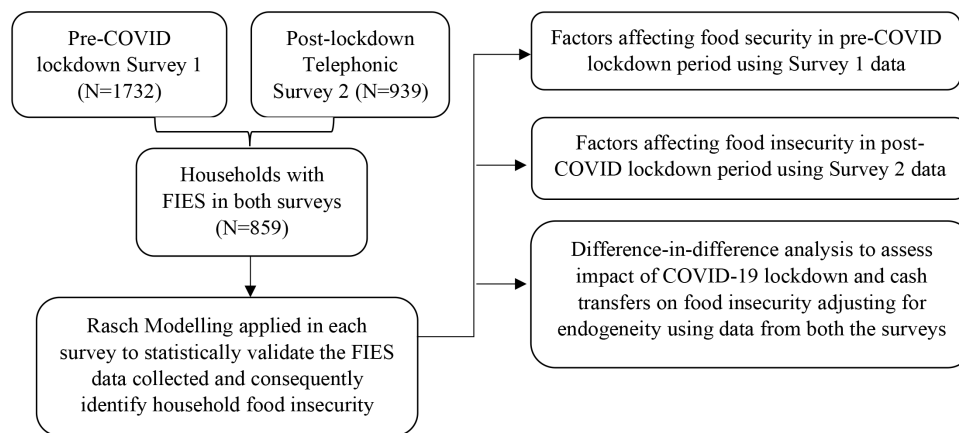 Pre-COVID
lockdown Survey 1
(N=1732)
Post-lockdown
Telephonic
Survey 2 (N=939)
Households with
FIES in both surveys
(N=859)
Rasch Modelling applied in each
survey to statistically validate the FIES
data collected and consequently
identify household food insecurity
Factors affecting food security in pre-COVID
lockdown period using Survey 1 data
Factors affecting food insecurity in post-
COVID lockdown period using Survey 2 data
Difference-in-difference analysis to assess
impact of COVID-19 lockdown and cash
transfers on food insecurity adjusting for
endogeneity using data from both the surveys